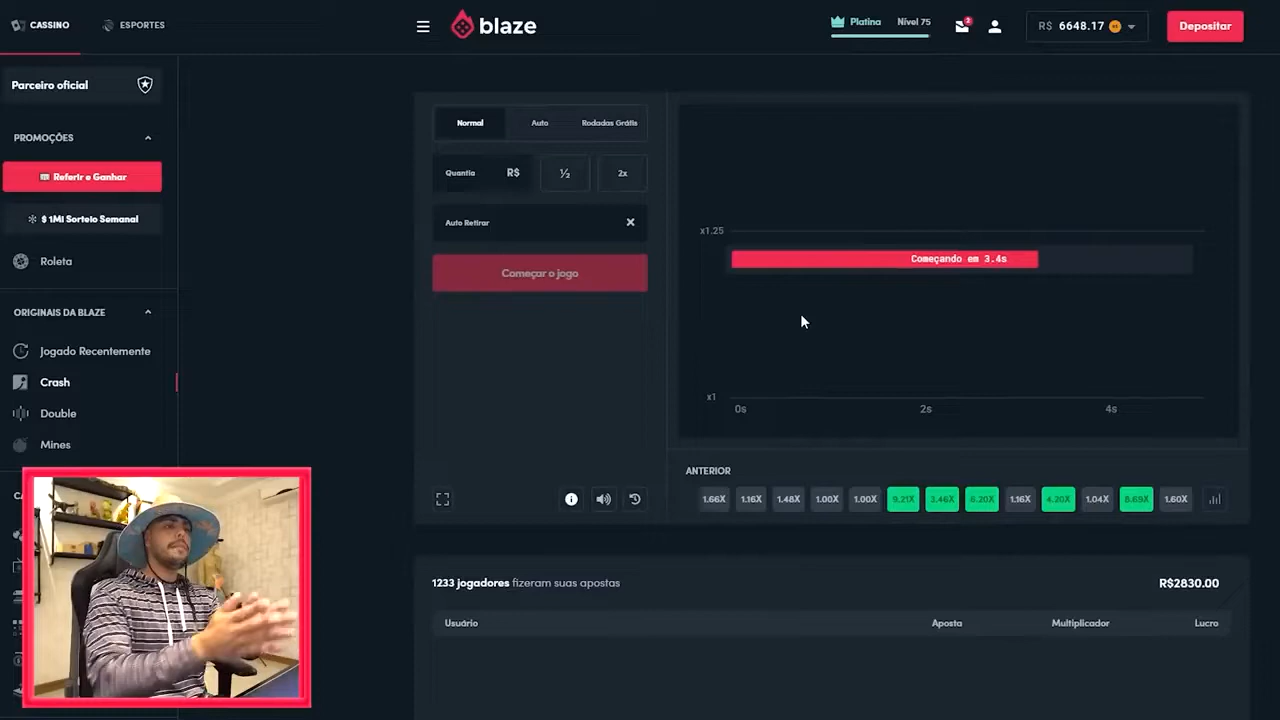 CASSINO
ESPORTES
blaze
Platina
Nível 75
2
R$ 6648.17
Depositar
Parceiro oficial
PROMOÇÕES
Referir e Ganhar
$ 1MI Sorteio Semanal
Roleta
ORIGINAIS DA BLAZE
Jogado Recentemente
Crash
Double
Mines
Normal
Auto
Rodadas Grátis
Quantia
R$
½
2x
Auto Retirar
Começar o jogo
x1.25
Começando em 3.4s
x1
0s
2s
4s
ANTERIOR
1.66X
1.16X
1.48X
1.00X
1.00X
9.21X
3.46X
6.20X
1.16X
4.20X
1.04X
8.69X
1.60X
1233 jogadores fizeram suas apostas
R$2830.00
Usuário
Aposta
Multiplicador
Lucro